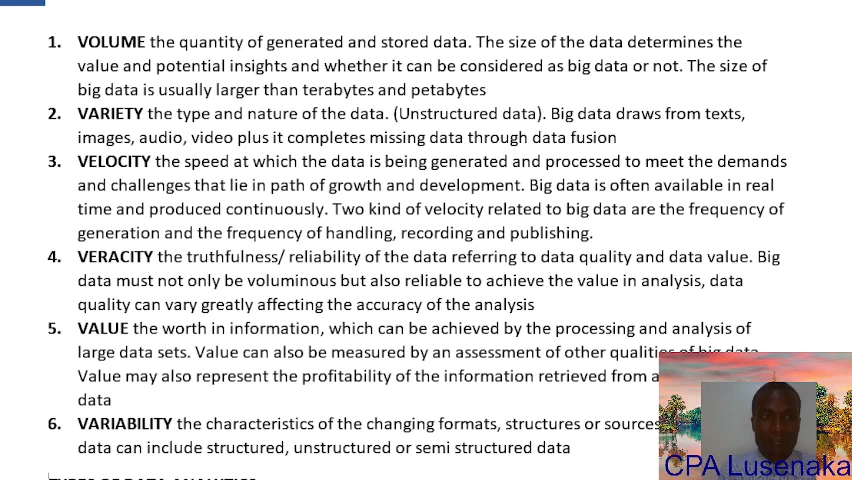 1. VOLUME the quantity of generated and stored data. The size of the data determines the
value and potential insights and whether it can be considered as big data or not. The size of
big data is usually larger than terabytes and petabytes
2. VARIETY the type and nature of the data. (Unstructured data). Big data draws from texts,
images, audio, video plus it completes missing data through data fusion
3. VELOCITY the speed at which the data is being generated and processed to meet the demands
and challenges that lie in path of growth and development. Big data is often available in real
time and produced continuously. Two kind of velocity related to big data are the frequency of
generation and the frequency of handling, recording and publishing.
4. VERACITY the truthfulness/ reliability of the data referring to data quality and data value. Big
data must not only be voluminous but also reliable to achieve the value in analysis, data
quality can vary greatly affecting the accuracy of the analysis
5. VALUE the worth in information, which can be achieved by the processing and analysis of
large data sets. Value can also be measured by an assessment of other qualities of big data.
Value may also represent the profitability of the information retrieved from a
data
6. VARIABILITY the characteristics of the changing formats, structures or sources
data can include structured, unstructured or semi structured data
TYPES OF DATA ANALYTICS
CPA Lusenaka